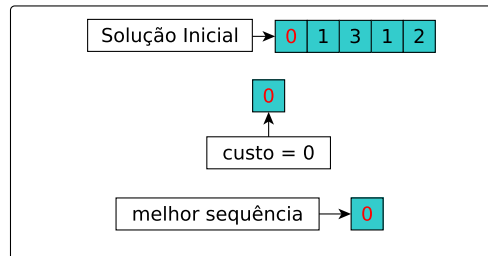 Solução Inicial 0 1 3 1 2
0
custo = 0
melhor sequência 0